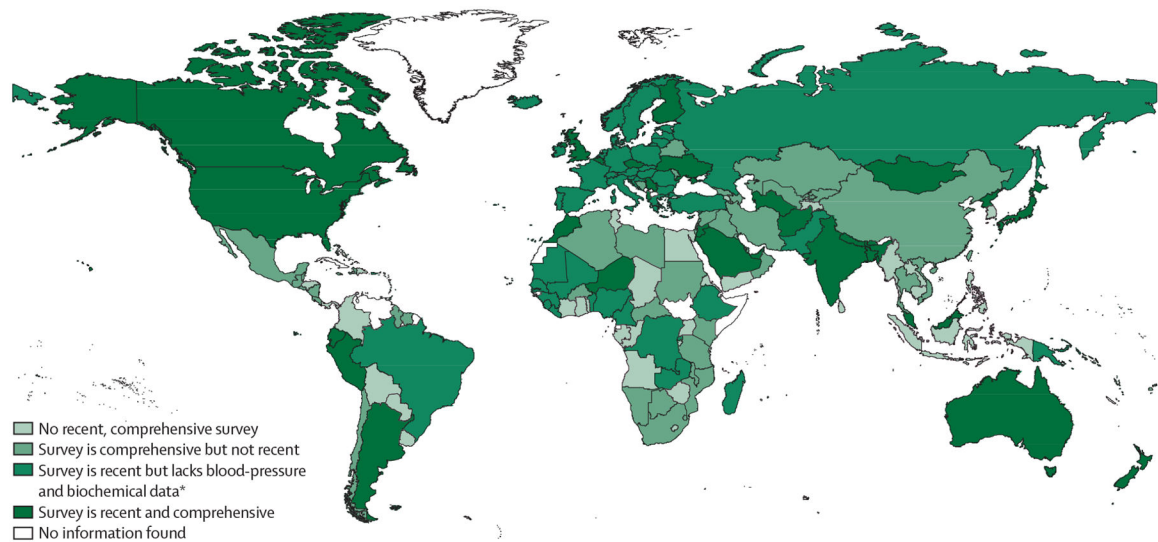 No recent, comprehensive survey
Survey is comprehensive but not recent
Survey is recent but lacks blood-pressure
and biochemical data*
Survey is recent and comprehensive
No information found